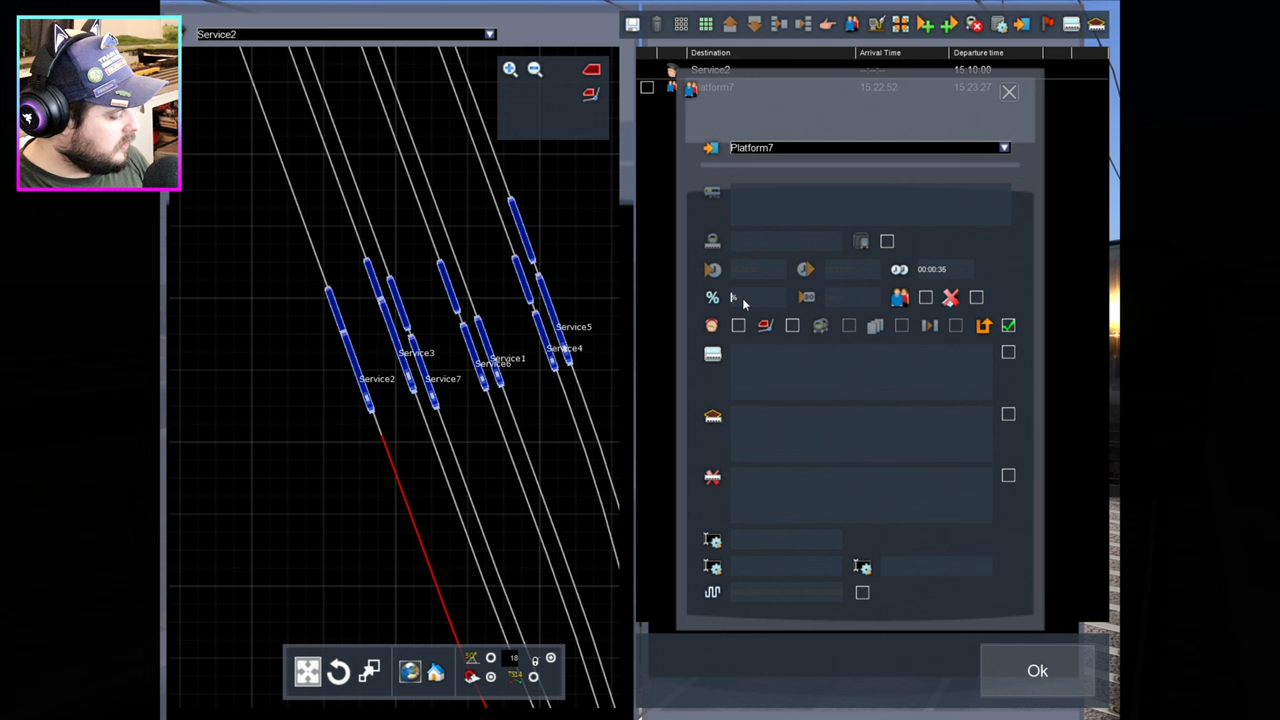 Service2
Destination Arrival Time Departure time
Service2 --:--:-- 15:10:00
Platform7 15:22:52 15:23:27
Platform7
00:00:35
%
Service5
Service4
Service3
Service1
Service6
Service2
Service7
18
Ok